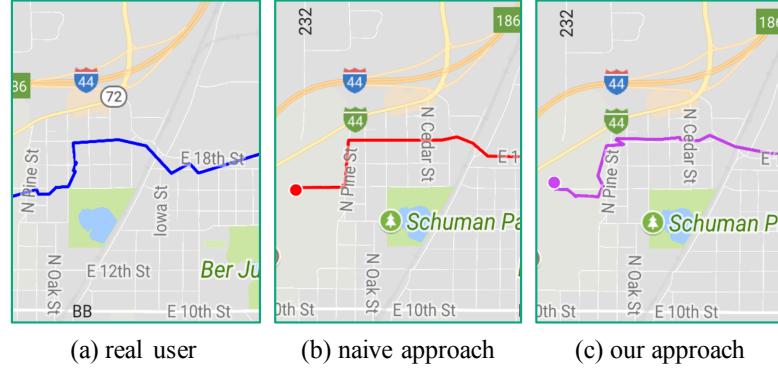 86
44
72
N Pine St
E 18th St
Iowa St
N Oak St
E 12th St
Ber Ju
BB
E 10th St
(a) real user
232
186
44
44
N Cedar St
N Pine St
E 1
Schuman Pa
N Oak St
0th St
E 10th St
(b) naive approach
232
186
44
44
N Cedar St
N Pine St
Schuman P
N Oak St
0th St
E 10th St
(c) our approach